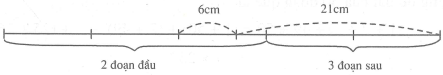 6cm 21cm
2 đoạn đầu 3 đoạn sau